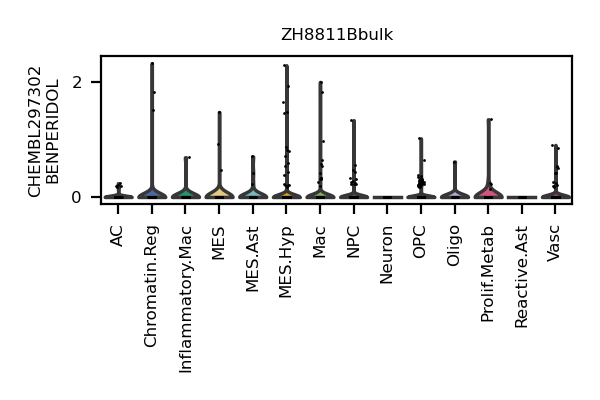 ZH8811Bbulk
CHEMBL297302
BENPERIDOL
2
0
AC
Chromatin.Reg
Inflammatory.Mac
MES
MES.Ast
MES.Hyp
Mac
NPC
Neuron
OPC
Oligo
Prolif.Metab
Reactive.Ast
Vasc